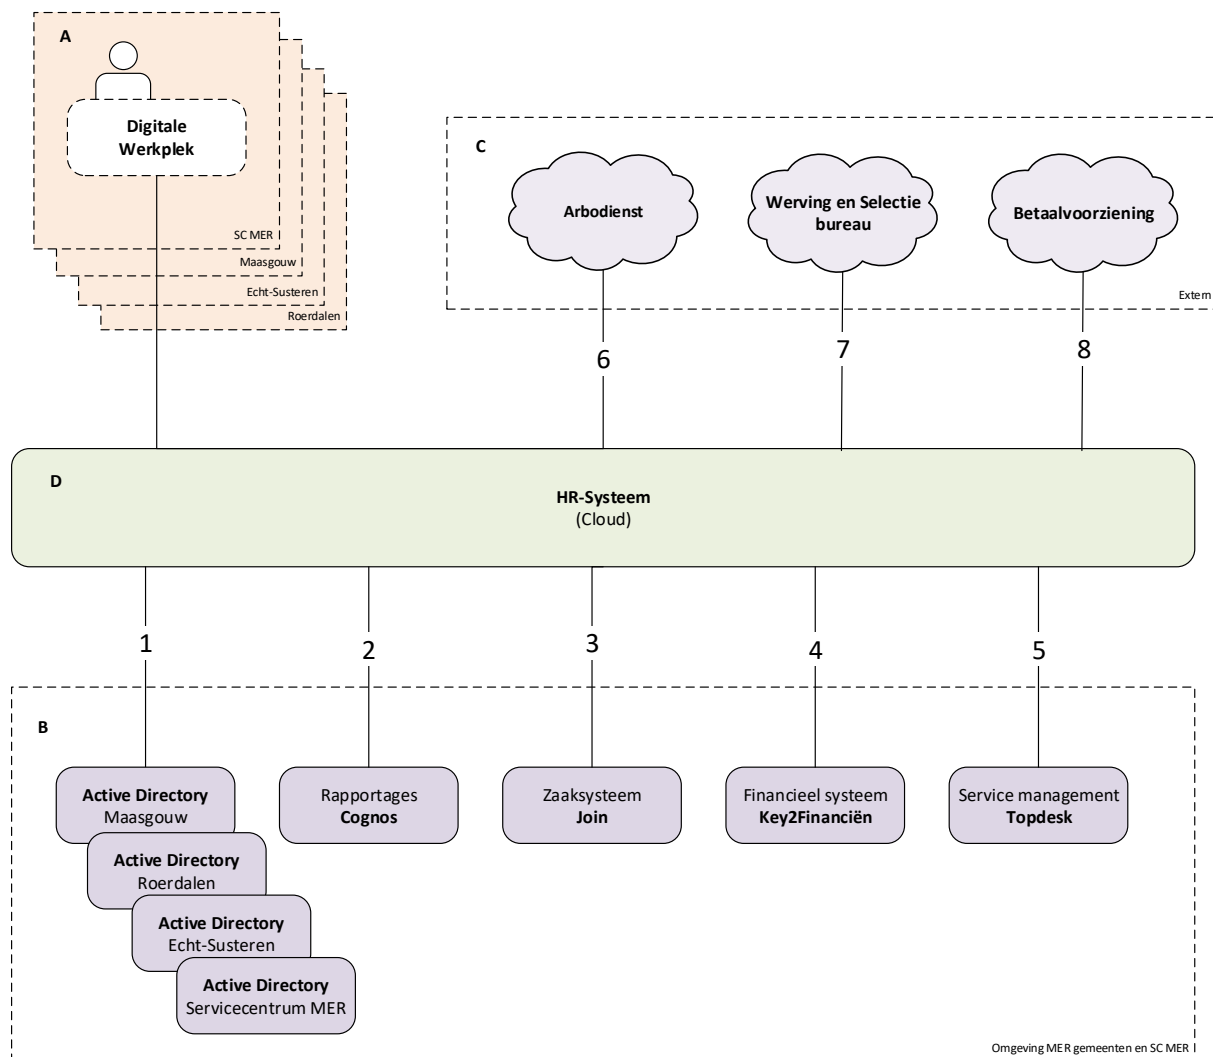 A
Digitale
Werkplek
SC MER
Maasgouw
Echt-Susteren
Roerdalen
C
Arbodienst
Werving en Selectie
bureau
Betaalvoorziening
Extern
6
7
8
D
HR-Systeem
(Cloud)
1
2
3
4
5
B
Active Directory
Maasgouw
Rapportages
Cognos
Zaaksysteem
Join
Financieel systeem
Key2Financiën
Service management
Topdesk
Active Directory
Roerdalen
Active Directory
Echt-Susteren
Active Directory
Servicecentrum MER
Omgeving MER gemeenten en SC MER